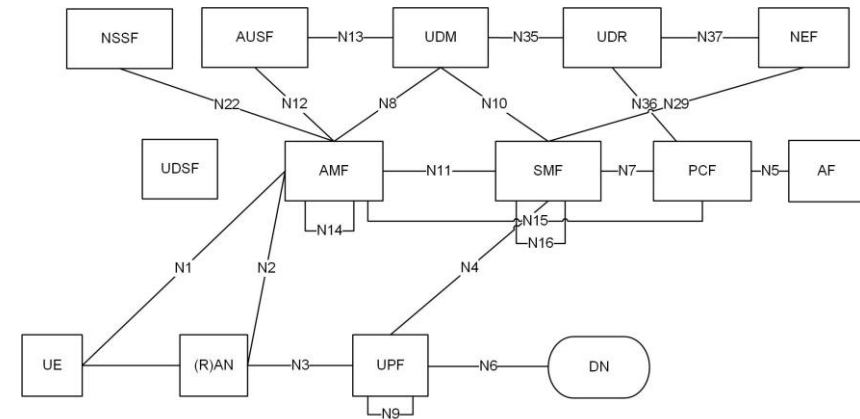 NSSF
AUSF
N13
UDM
N35
UDR
N37
NEF
N22
N12
N8
N10
N36
N29
UDSF
AMF
N11
SMF
N7
PCF
N5
AF
N14
N15
N16
N1
N2
N4
UE
(R)AN
N3
UPF
N6
DN
N9